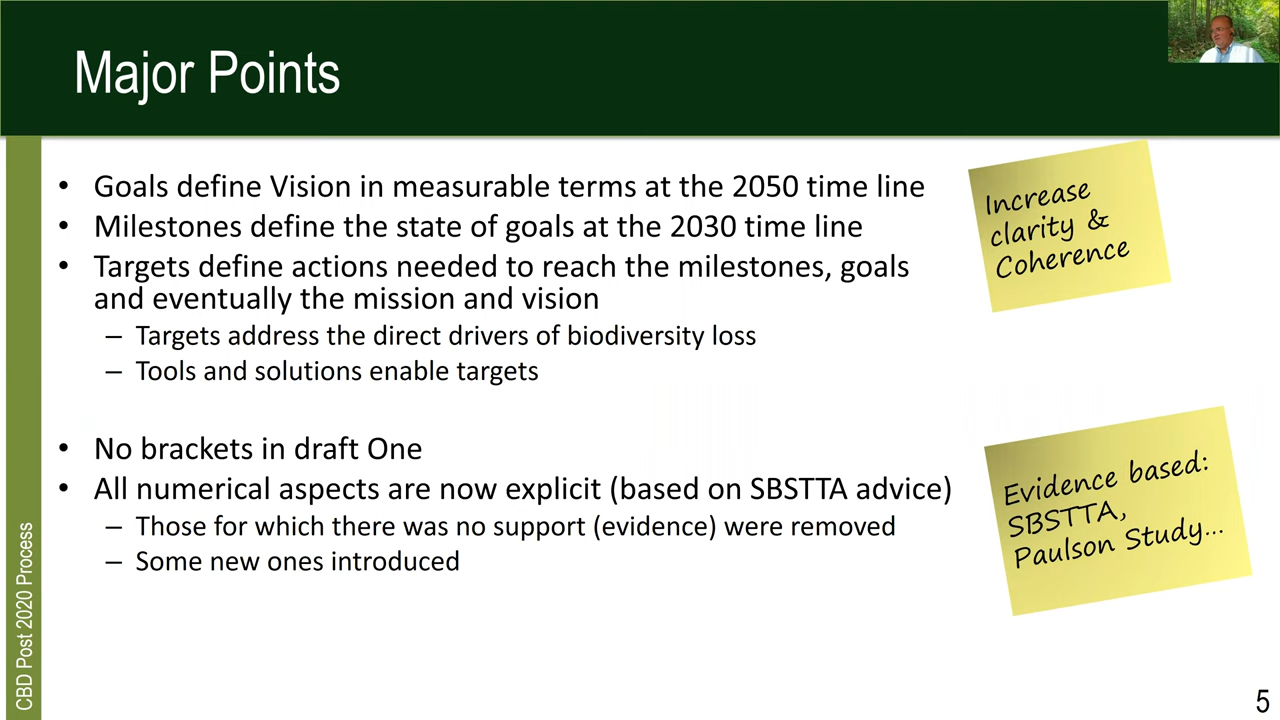 Major Points
• Goals define Vision in measurable terms at the 2050 time line
• Milestones define the state of goals at the 2030 time line
• Targets define actions needed to reach the milestones, goals
and eventually the mission and vision
– Targets address the direct drivers of biodiversity loss
– Tools and solutions enable targets
• No brackets in draft One
• All numerical aspects are now explicit (based on SBSTTA advice)
– Those for which there was no support (evidence) were removed
– Some new ones introduced
Increase
clarity &
Coherence
Evidence based:
SBSTTA,
Paulson Study...
CBD Post 2020 Process
5